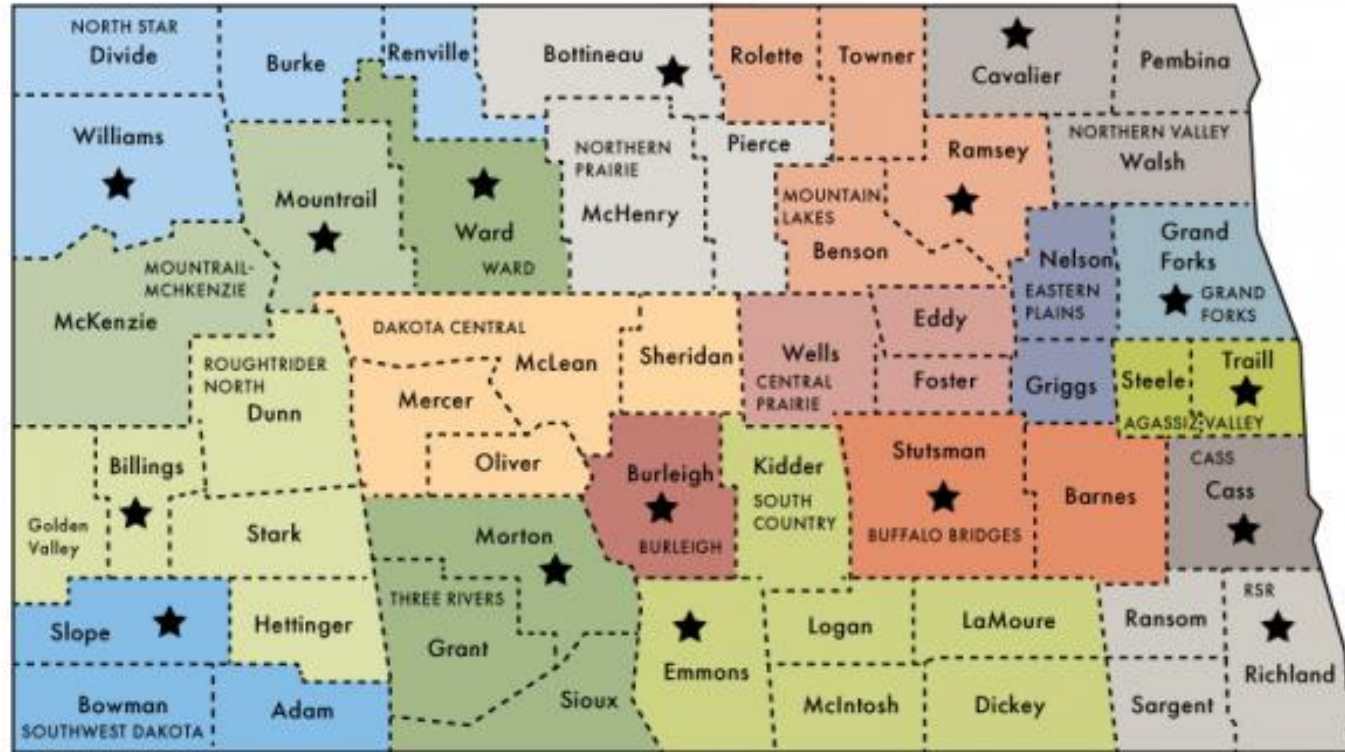 NORTH STAR
Divide
Burke
Renville
Bottineau
Rolette
Towner
Cavalier
Pembina
Williams
Mountrail
Ward
WARD
NORTHERN
PRAIRIE
McHenry
Pierce
MOUNTAIN
LAKES
Benson
Ramsey
NORTHERN VALLEY
Walsh
MOUNTRAIL-
MCHKENZIE
McKenzie
Nelson
EASTERN
PLAINS
Grand
Forks
GRAND
FORKS
ROUGHTRIDER
NORTH
Dunn
DAKOTA CENTRAL
McLean
Mercer
Oliver
Sheridan
Wells
CENTRAL
PRAIRIE
Eddy
Foster
Griggs
Steele
Traill
AGASSIZ VALLEY
Billings
Golden
Valley
Stark
Morton
Burleigh
BURLEIGH
Kidder
SOUTH
COUNTRY
Stutsman
BUFFALO BRIDGES
Barnes
CASS
Cass
Slope
Hettinger
THREE RIVERS
Grant
Sioux
Emmons
Logan
LaMoure
Ransom
RSR
Richland
Bowman
SOUTHWEST DAKOTA
Adam
McIntosh
Dickey
Sargent